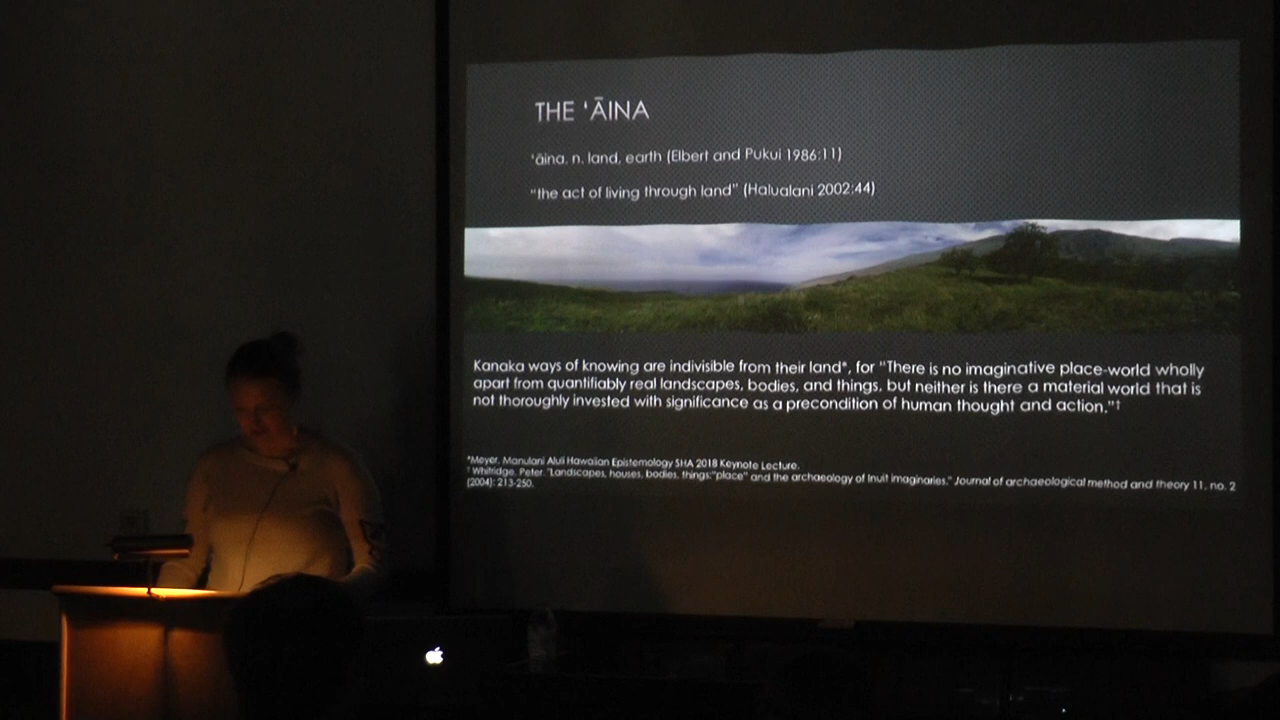 THE ʻĀINA
ʻāina. n. land, earth (Elbert and Pukui 1986:11)
"the act of living through land" (Halualani 2002:44)
Kanaka ways of knowing are indivisible from their land*, for "There is no imaginative place-world wholly
apart from quantifiably real landscapes, bodies, and things, but neither is there a material world that is
not thoroughly invested with significance as a precondition of human thought and action."†
*Meyer, Manulani Aluli Hawaiian Epistemology SHA 2018 Keynote Lecture.
† Whitridge, Peter. "Landscapes, houses, bodies, things:"place" and the archaeology of Inuit imaginaries." Journal of archaeological method and theory 11, no. 2
(2004): 213-250.